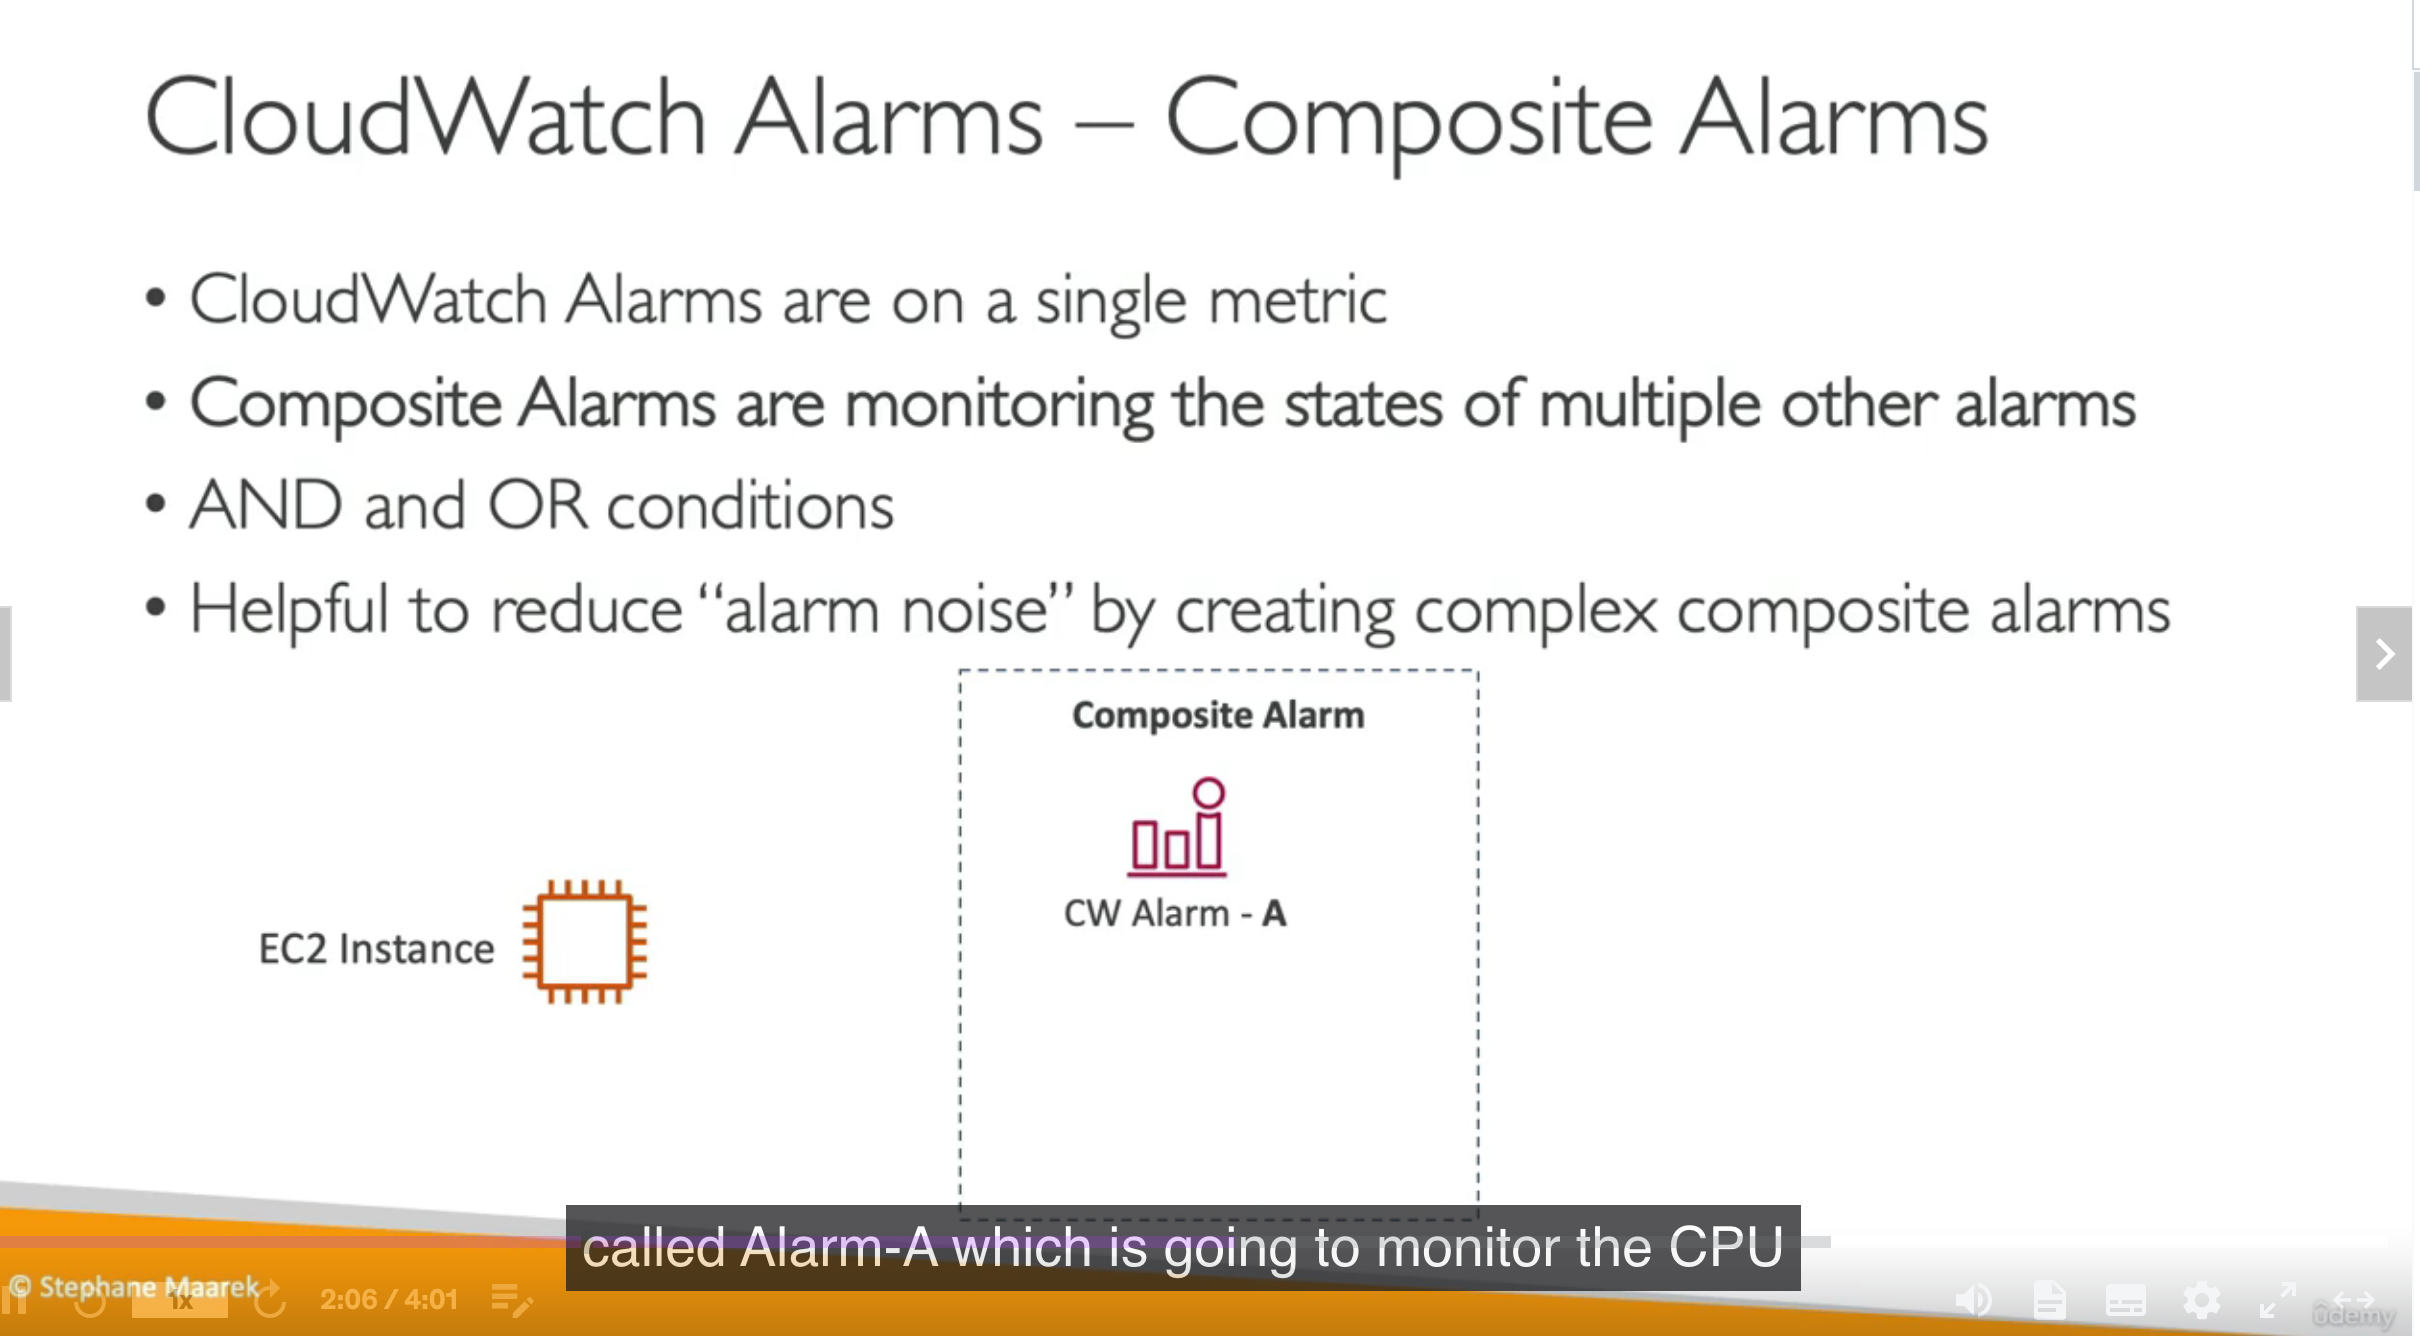 CloudWatch Alarms – Composite Alarms
• CloudWatch Alarms are on a single metric
• Composite Alarms are monitoring the states of multiple other alarms
• AND and OR conditions
• Helpful to reduce “alarm noise” by creating complex composite alarms
Composite Alarm
CW Alarm - A
EC2 Instance
called Alarm-A which is going to monitor the CPU
© Stephane Maarek
1x
2:06 / 4:01
ûdemy